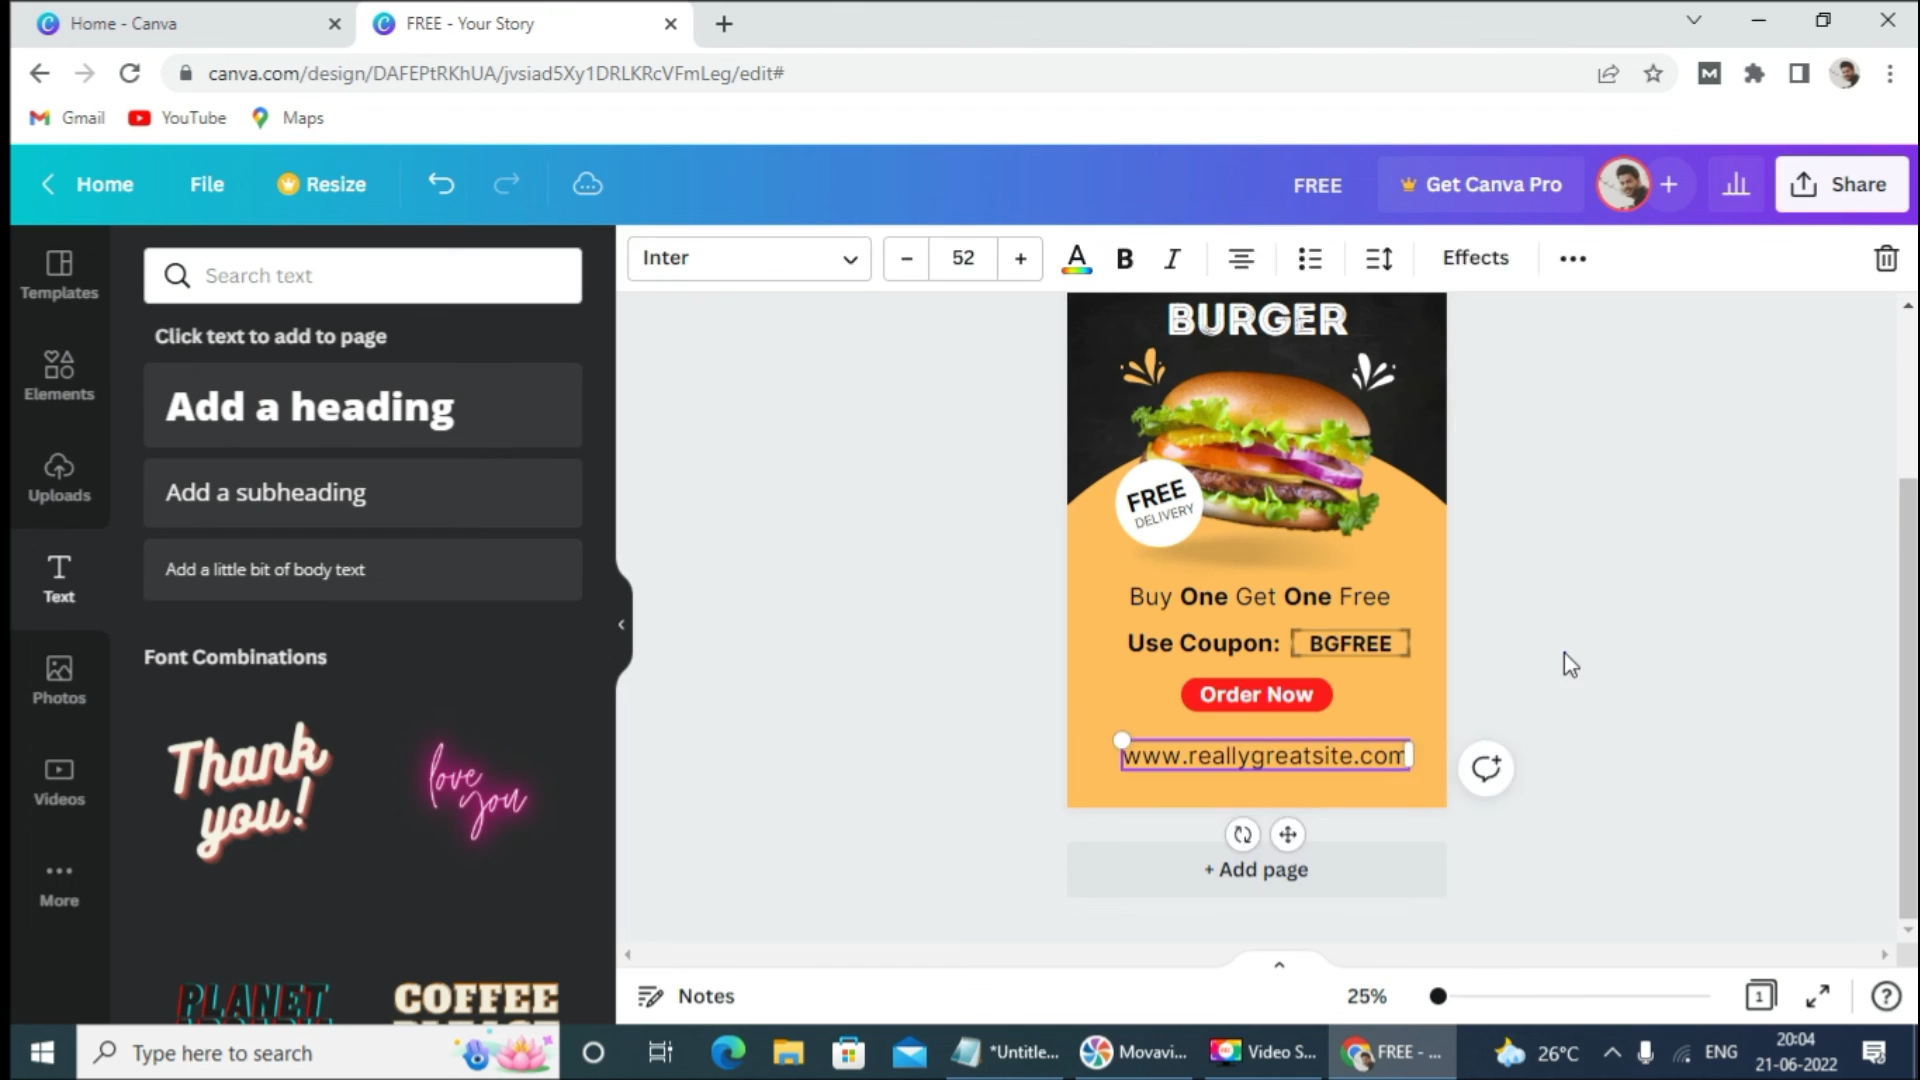 Home - Canva
FREE - Your Story
canva.com/design/DAFEPtRKhUA/jvsiad5Xy1DRLKRcVFmLeg/edit#
Gmail YouTube Maps
Home File Resize FREE Get Canva Pro Share
Inter 52 A B I Effects
Templates
Elements
Uploads
Text
Photos
Videos
More
Search text
Click text to add to page
Add a heading
Add a subheading
Add a little bit of body text
Font Combinations
Thank you!
love you
PLANET
COFFEE
BURGER
FREE
DELIVERY
Buy One Get One Free
Use Coupon: BGFREE
Order Now
www.reallygreatsite.com
+ Add page
Notes 25% 1
Type here to search
*Untitle... Movavi... Video S... FREE - ...
26°C ENG
20:04
21-06-2022